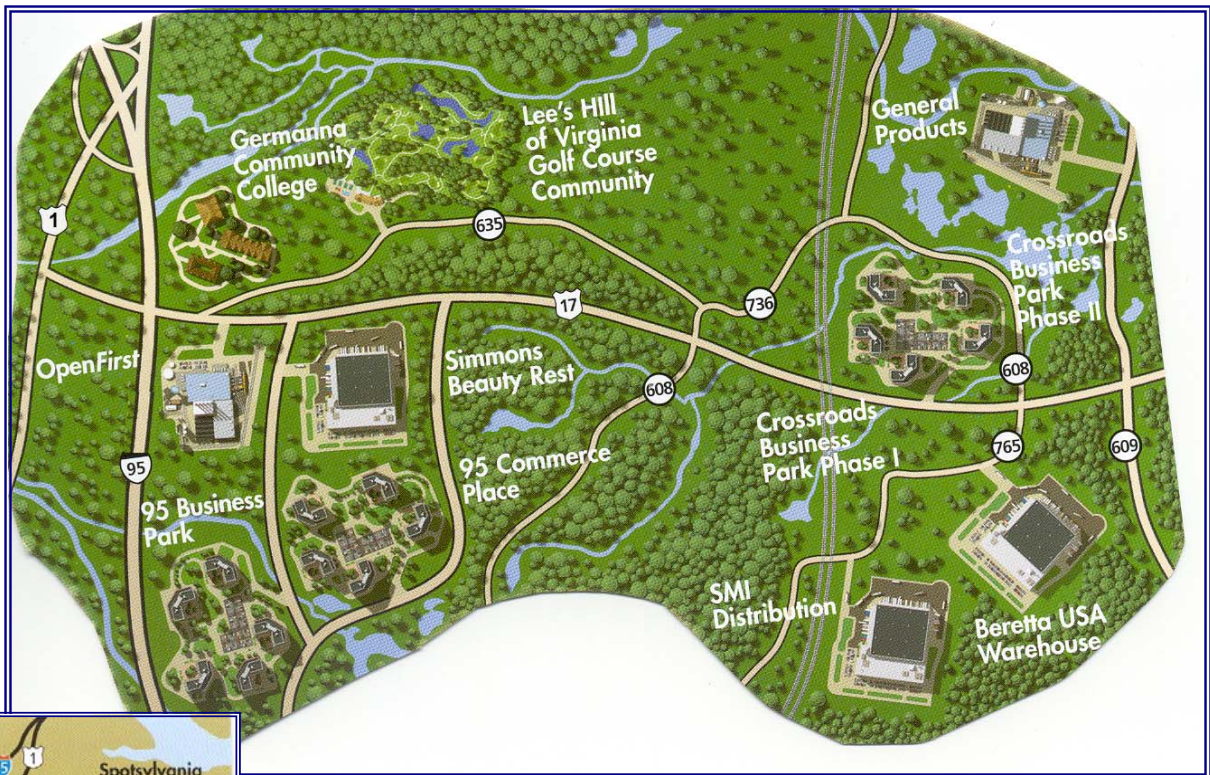 Germanna
Community
College
Lee's HIll
of Virginia
Golf Course
Community
General
Products
1
635
Crossroads
Business
Park
Phase II
17
736
OpenFirst
Simmons
Beauty Rest
608
608
Crossroads
Business
Park Phase I
765
609
95
95 Commerce
Place
95 Business
Park
SMI
Distribution
Beretta USA
Warehouse
1
Spotsylvania